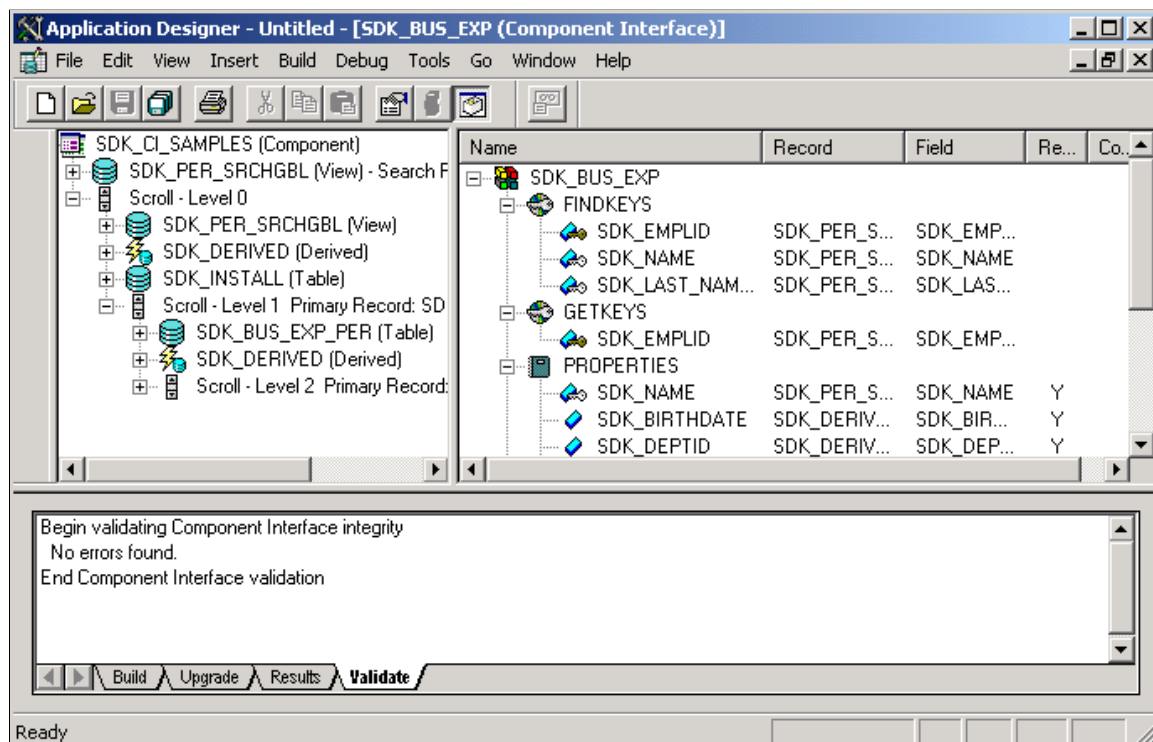 Application Designer - Untitled - [SDK_BUS_EXP (Component Interface)]
File Edit View Insert Build Debug Tools Go Window Help
SDK_CI_SAMPLES (Component)
SDK_PER_SRCHGBL (View) - Search F
Scroll - Level 0
SDK_PER_SRCHGBL (View)
SDK_DERIVED (Derived)
SDK_INSTALL (Table)
Scroll - Level 1 Primary Record: SD
SDK_BUS_EXP_PER (Table)
SDK_DERIVED (Derived)
Scroll - Level 2 Primary Record:
Name Record Field Re... Co...
SDK_BUS_EXP
FINDKEYS
SDK_EMPLID SDK_PER_S... SDK_EMP...
SDK_NAME SDK_PER_S... SDK_NAME
SDK_LAST_NAM... SDK_PER_S... SDK_LAS...
GETKEYS
SDK_EMPLID SDK_PER_S... SDK_EMP...
PROPERTIES
SDK_NAME SDK_PER_S... SDK_NAME Y
SDK_BIRTHDATE SDK_DERIV... SDK_BIR... Y
SDK_DEPTID SDK_DERIV... SDK_DEP... Y
Begin validating Component Interface integrity
No errors found.
End Component Interface validation
Build Upgrade Results Validate
Ready